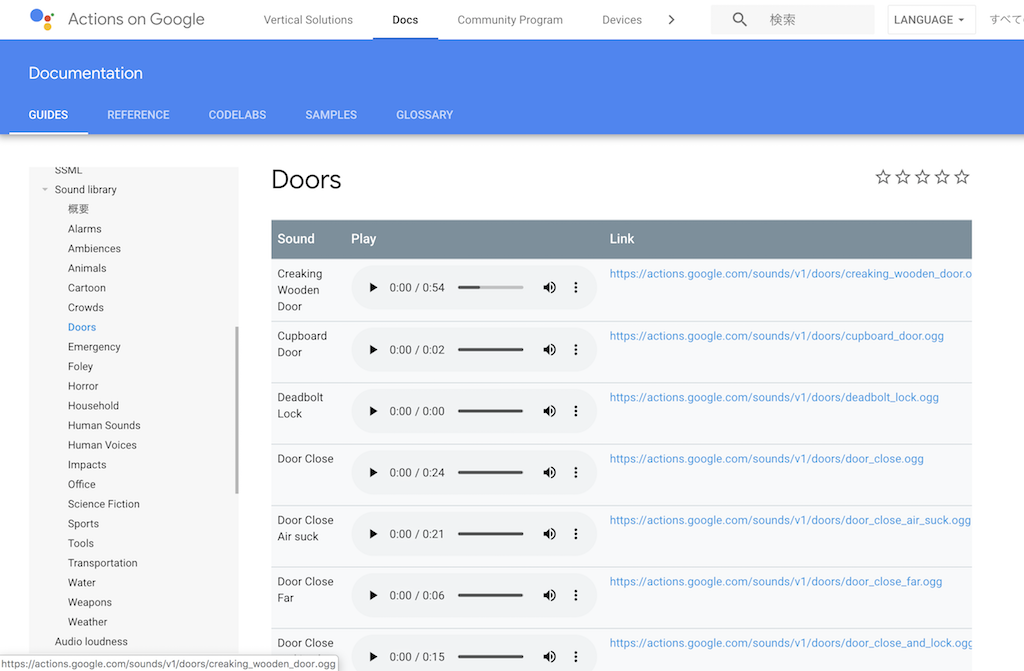 Actions on Google
Vertical Solutions
Docs
Community Program
Devices
検索
LANGUAGE
すべて
Documentation
GUIDES
REFERENCE
CODELABS
SAMPLES
GLOSSARY
SSML
Sound library
概要
Alarms
Ambiences
Animals
Cartoon
Crowds
Doors
Emergency
Foley
Horror
Household
Human Sounds
Human Voices
Impacts
Office
Science Fiction
Sports
Tools
Transportation
Water
Weapons
Weather
Audio loudness
Doors
Sound Play Link
Creaking
Wooden
Door
0:00 / 0:54
https://actions.google.com/sounds/v1/doors/creaking_wooden_door.o
Cupboard
Door
0:00 / 0:02
https://actions.google.com/sounds/v1/doors/cupboard_door.ogg
Deadbolt
Lock
0:00 / 0:00
https://actions.google.com/sounds/v1/doors/deadbolt_lock.ogg
Door Close
0:00 / 0:24
https://actions.google.com/sounds/v1/doors/door_close.ogg
Door Close
Air suck
0:00 / 0:21
https://actions.google.com/sounds/v1/doors/door_close_air_suck.ogg
Door Close
Far
0:00 / 0:06
https://actions.google.com/sounds/v1/doors/door_close_far.ogg
Door Close
0:00 / 0:15
https://actions.google.com/sounds/v1/doors/door_close_and_lock.ogg
https://actions.google.com/sounds/v1/doors/creaking_wooden_door.ogg